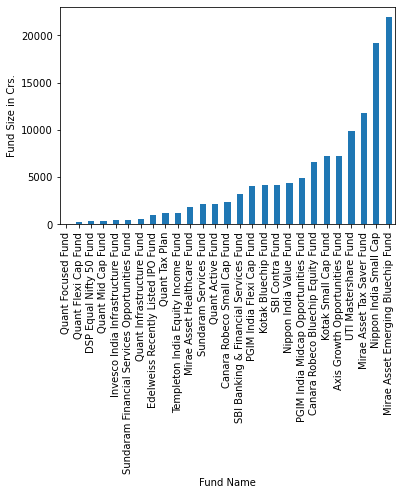 Fund Size in Crs.
20000
15000
10000
5000
0
Quant Focused Fund
Quant Flexi Cap Fund
DSP Equal Nifty 50 Fund
Quant Mid Cap Fund
Invesco India Infrastructure Fund
Sundaram Financial Services Opportunities Fund
Quant Infrastructure Fund
Edelweiss Recently Listed IPO Fund
Quant Tax Plan
Templeton India Equity Income Fund
Mirae Asset Healthcare Fund
Sundaram Services Fund
Quant Active Fund
Canara Robeco Small Cap Fund
SBI Banking & Financial Services Fund
PGIM India Flexi Cap Fund
Kotak Bluechip Fund
SBI Contra Fund
Nippon India Value Fund
PGIM India Midcap Opportunities Fund
Canara Robeco Bluechip Equity Fund
Kotak Small Cap Fund
Axis Growth Opportunities Fund
UTI Mastershare Fund
Mirae Asset Tax Saver Fund
Nippon India Small Cap
Mirae Asset Emerging Bluechip Fund
Fund Name